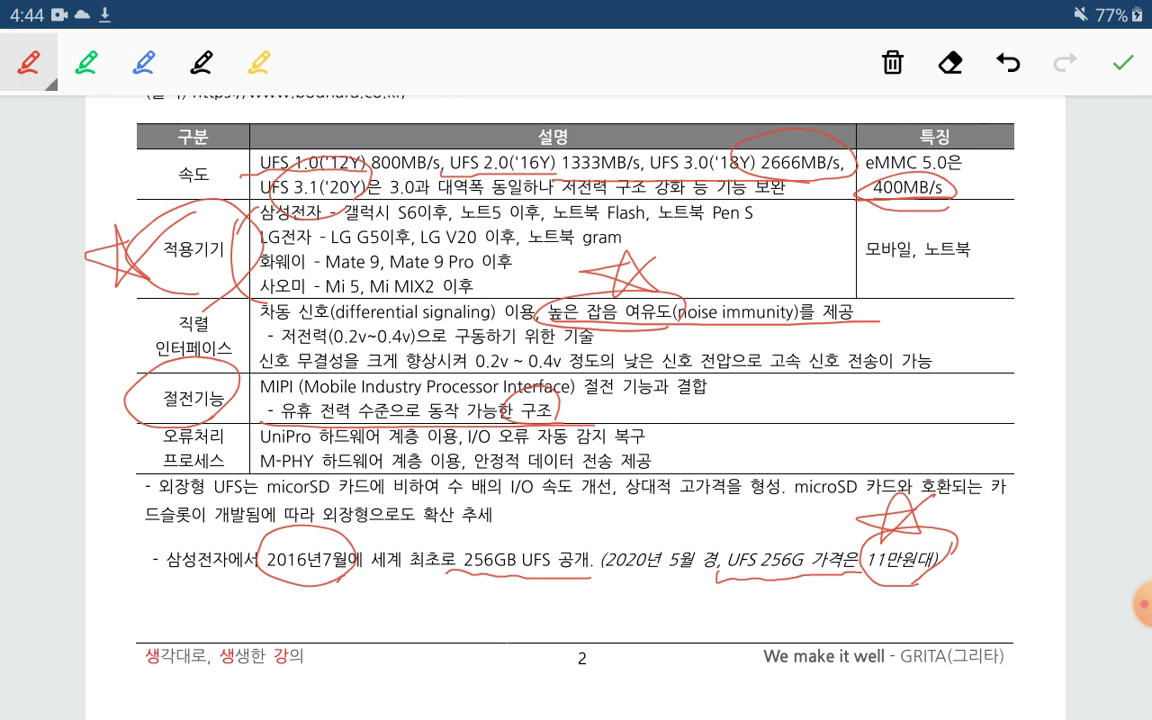 4:44
77%
구분 설명 특징
속도 UFS 1.0('12Y) 800MB/s, UFS 2.0('16Y) 1333MB/s, UFS 3.0('18Y) 2666MB/s, eMMC 5.0은
UFS 3.1('20Y)은 3.0과 대역폭 동일하나 저전력 구조 강화 등 기능 보완 400MB/s
적용기기 삼성전자 - 갤럭시 S6이후, 노트5 이후, 노트북 Flash, 노트북 Pen S
LG전자 - LG G5이후, LG V20 이후, 노트북 gram 모바일, 노트북
화웨이 - Mate 9, Mate 9 Pro 이후
샤오미 - Mi 5, Mi MIX2 이후
직렬 차동 신호(differential signaling) 이용, 높은 잡음 여유도(noise immunity)를 제공
인터페이스 - 저전력(0.2v~0.4v)으로 구동하기 위한 기술
신호 무결성을 크게 향상시켜 0.2v ~ 0.4v 정도의 낮은 신호 전압으로 고속 신호 전송이 가능
절전기능 MIPI (Mobile Industry Processor Interface) 절전 기능과 결합
- 유휴 전력 수준으로 동작 가능한 구조
오류처리 UniPro 하드웨어 계층 이용, I/O 오류 자동 감지 복구
프로세스 M-PHY 하드웨어 계층 이용, 안정적 데이터 전송 제공
- 외장형 UFS는 micorSD 카드에 비하여 수 배의 I/O 속도 개선, 상대적 고가격을 형성. microSD 카드와 호환되는 카
드슬롯이 개발됨에 따라 외장형으로도 확산 추세
- 삼성전자에서 2016년7월에 세계 최초로 256GB UFS 공개. (2020년 5월 경, UFS 256G 가격은 11만원대)
생각대로, 생생한 강의 2 We make it well - GRITA(그리타)